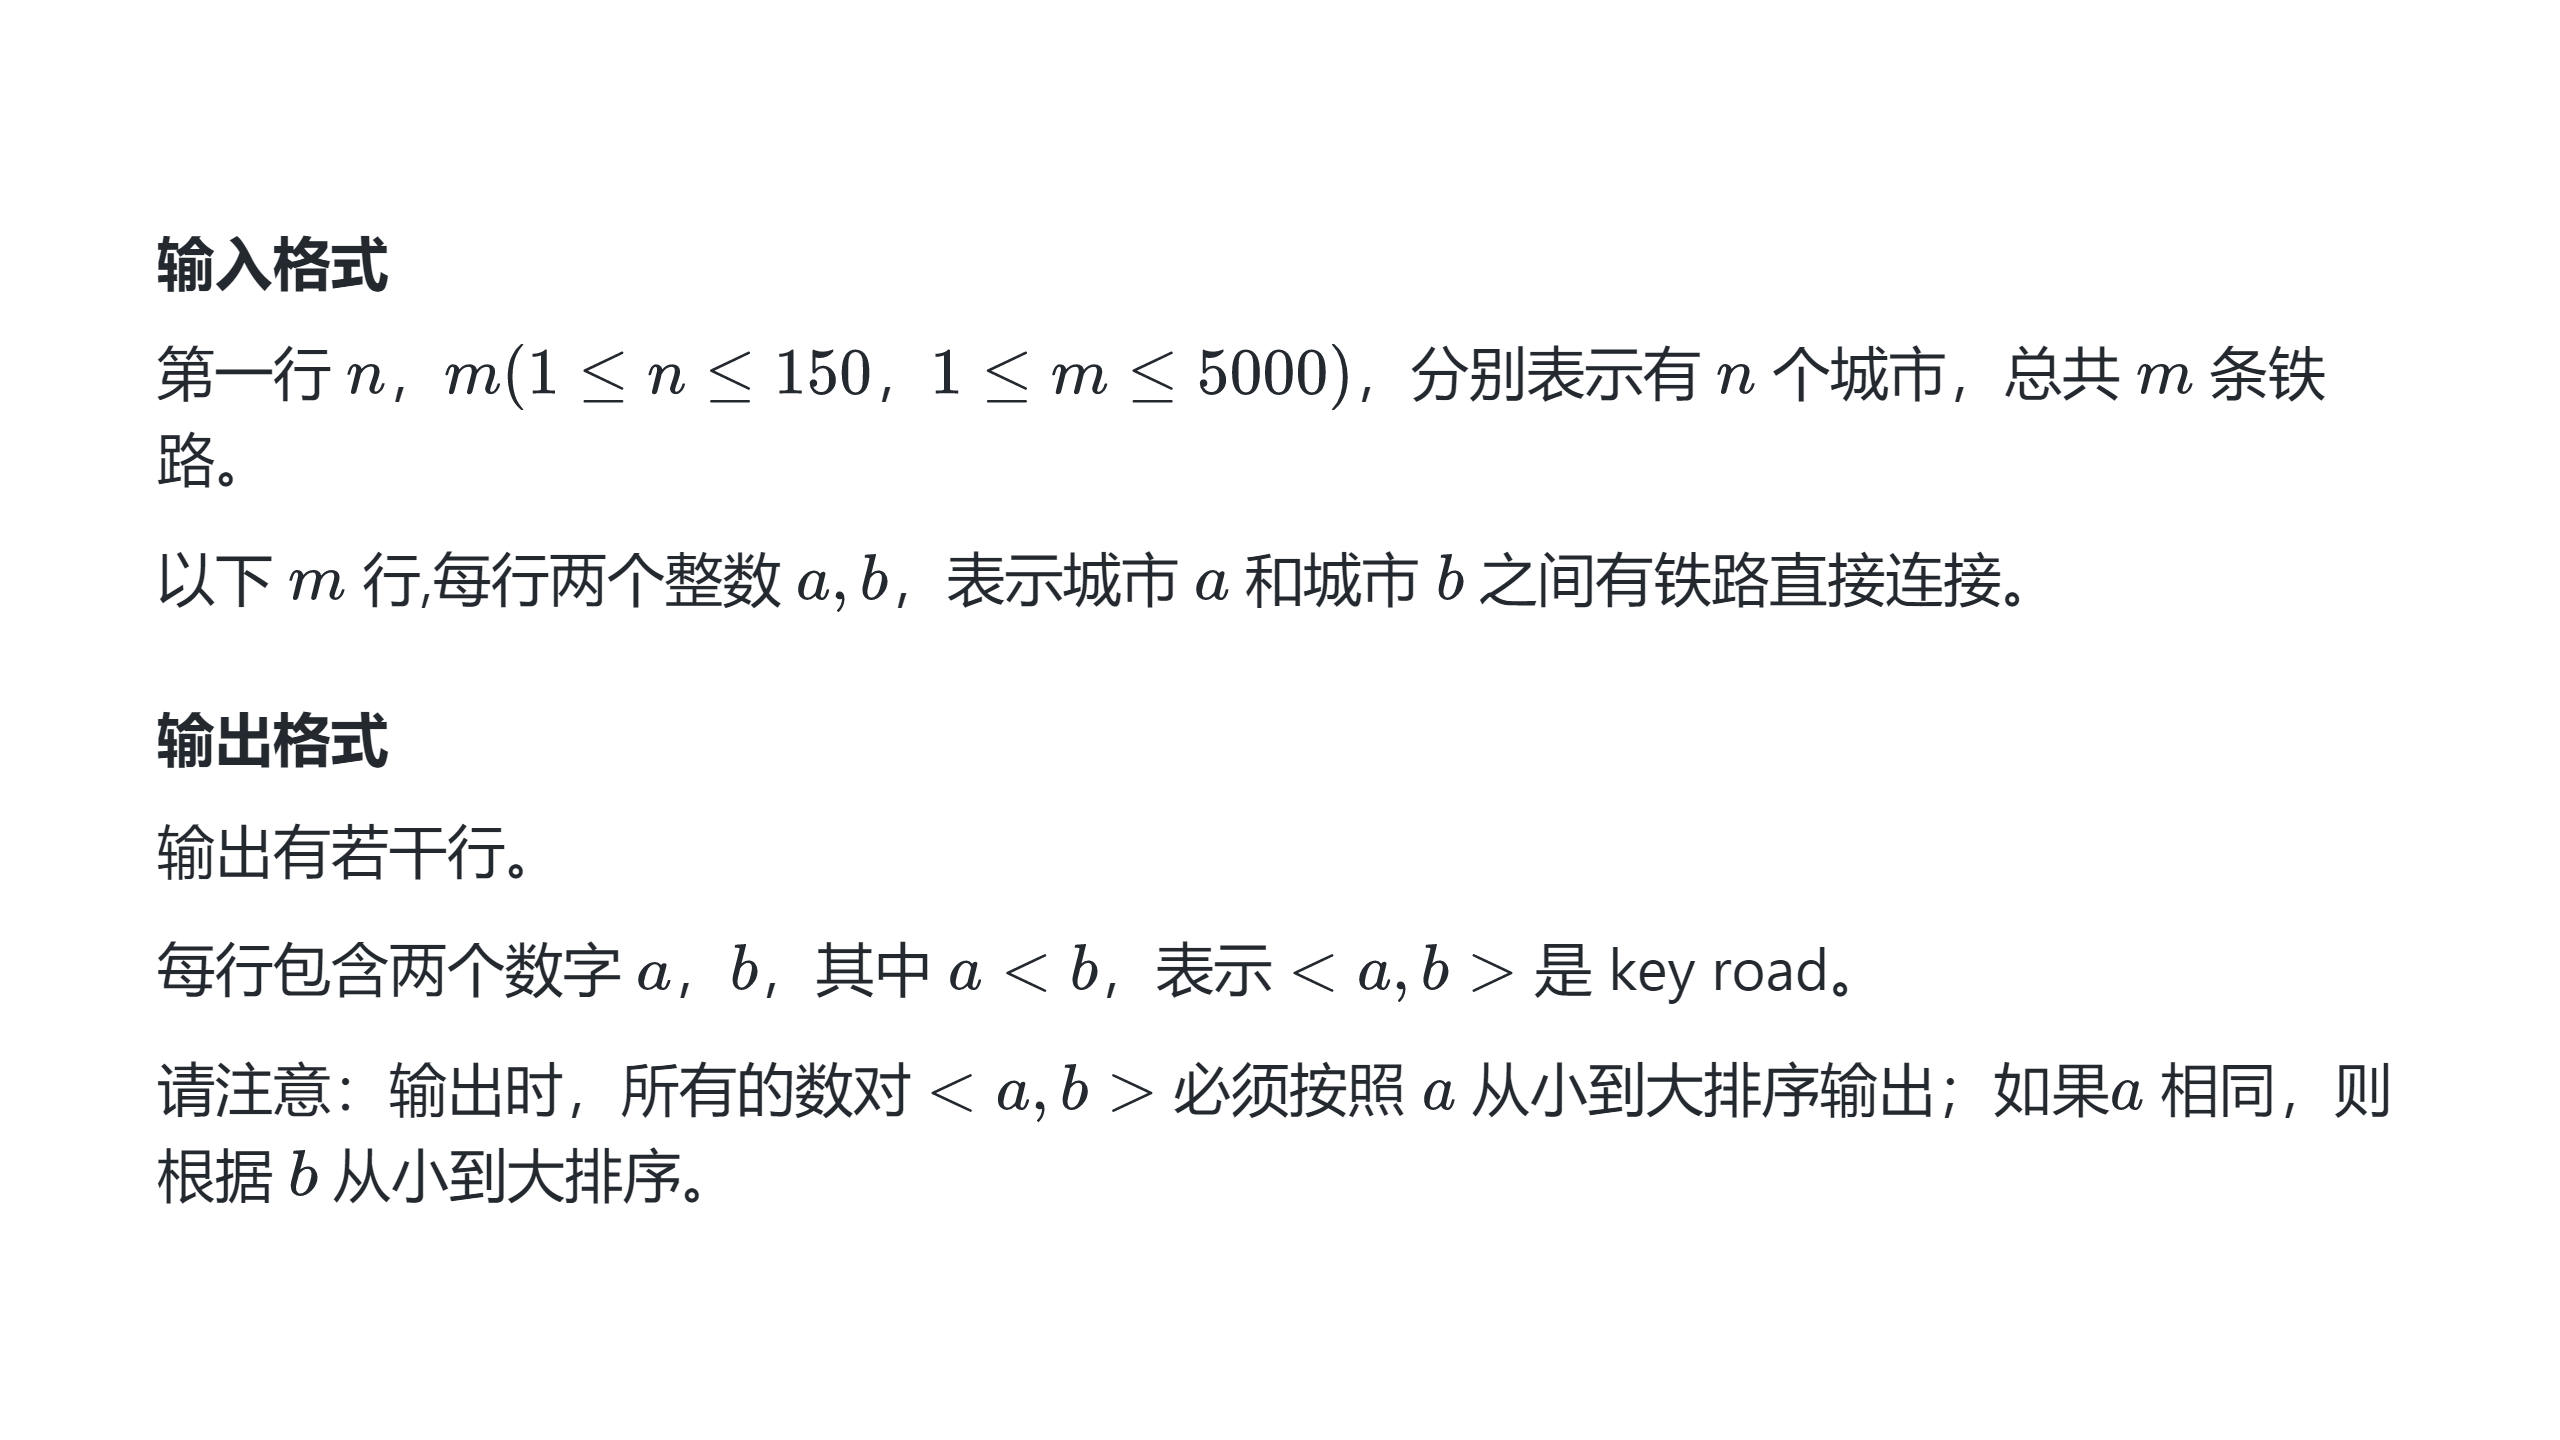 输入格式
第一行 n，m(1 ≤ n ≤ 150，1 ≤ m ≤ 5000)，分别表示有 n 个城市，总共 m 条铁
路。
以下 m 行,每行两个整数 a, b，表示城市 a 和城市 b 之间有铁路直接连接。
输出格式
输出有若干行。
每行包含两个数字 a，b，其中 a < b，表示 < a, b > 是 key road。
请注意：输出时，所有的数对 < a, b > 必须按照 a 从小到大排序输出；如果a 相同，则
根据 b 从小到大排序。